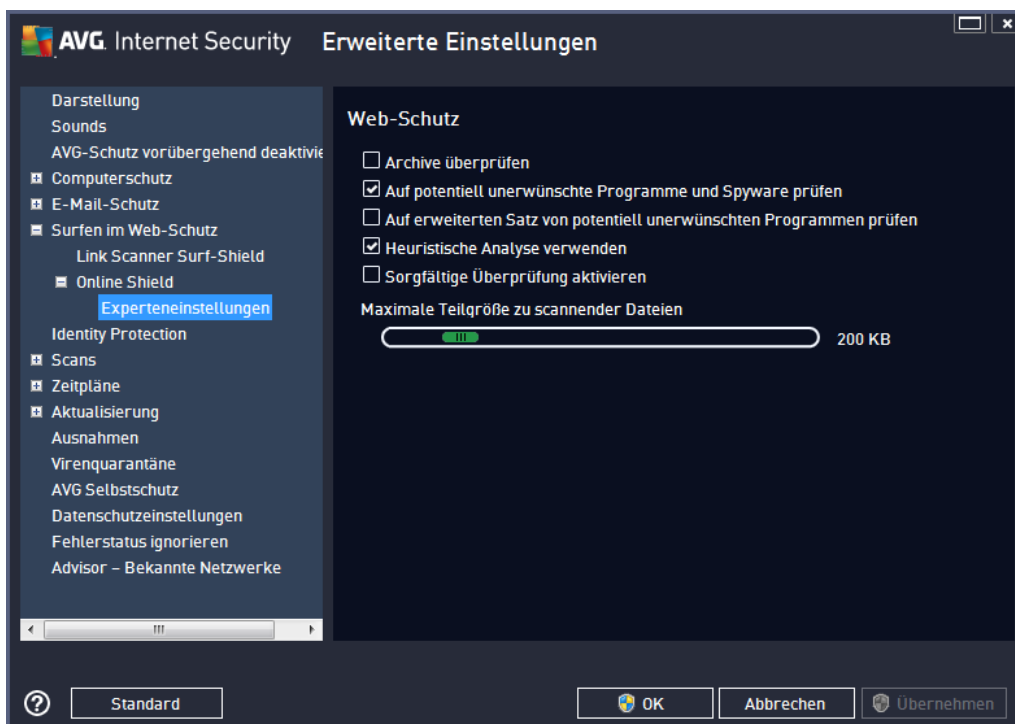 AVG. Internet Security Erweiterte Einstellungen
Darstellung
Sounds
AVG-Schutz vorübergehend deaktivie
Computerschutz
E-Mail-Schutz
Surfen im Web-Schutz
Link Scanner Surf-Shield
Online Shield
Experteneinstellungen
Identity Protection
Scans
Zeitpläne
Aktualisierung
Ausnahmen
Virenquarantäne
AVG Selbstschutz
Datenschutzeinstellungen
Fehlerstatus ignorieren
Advisor – Bekannte Netzwerke
Web-Schutz
Archive überprüfen
Auf potentiell unerwünschte Programme und Spyware prüfen
Auf erweiterten Satz von potentiell unerwünschten Programmen prüfen
Heuristische Analyse verwenden
Sorgfältige Überprüfung aktivieren
Maximale Teilgröße zu scannender Dateien
200 KB
Standard
OK
Abbrechen
Übernehmen